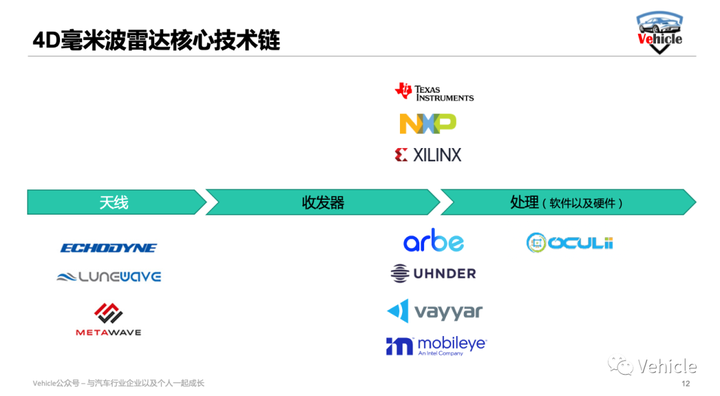 4D毫米波雷达核心技术链
Vehicle
TEXAS
INSTRUMENTS
NXP
XILINX
天线
收发器
处理（软件以及硬件）
ECHODYNE
LUNEWAVE
METAWAVE
arbe
UHNDER
vayyar
mobileye™
An Intel Company
OCULii
Vehicle
Vehicle公众号 – 与汽车行业企业以及个人一起成长
12